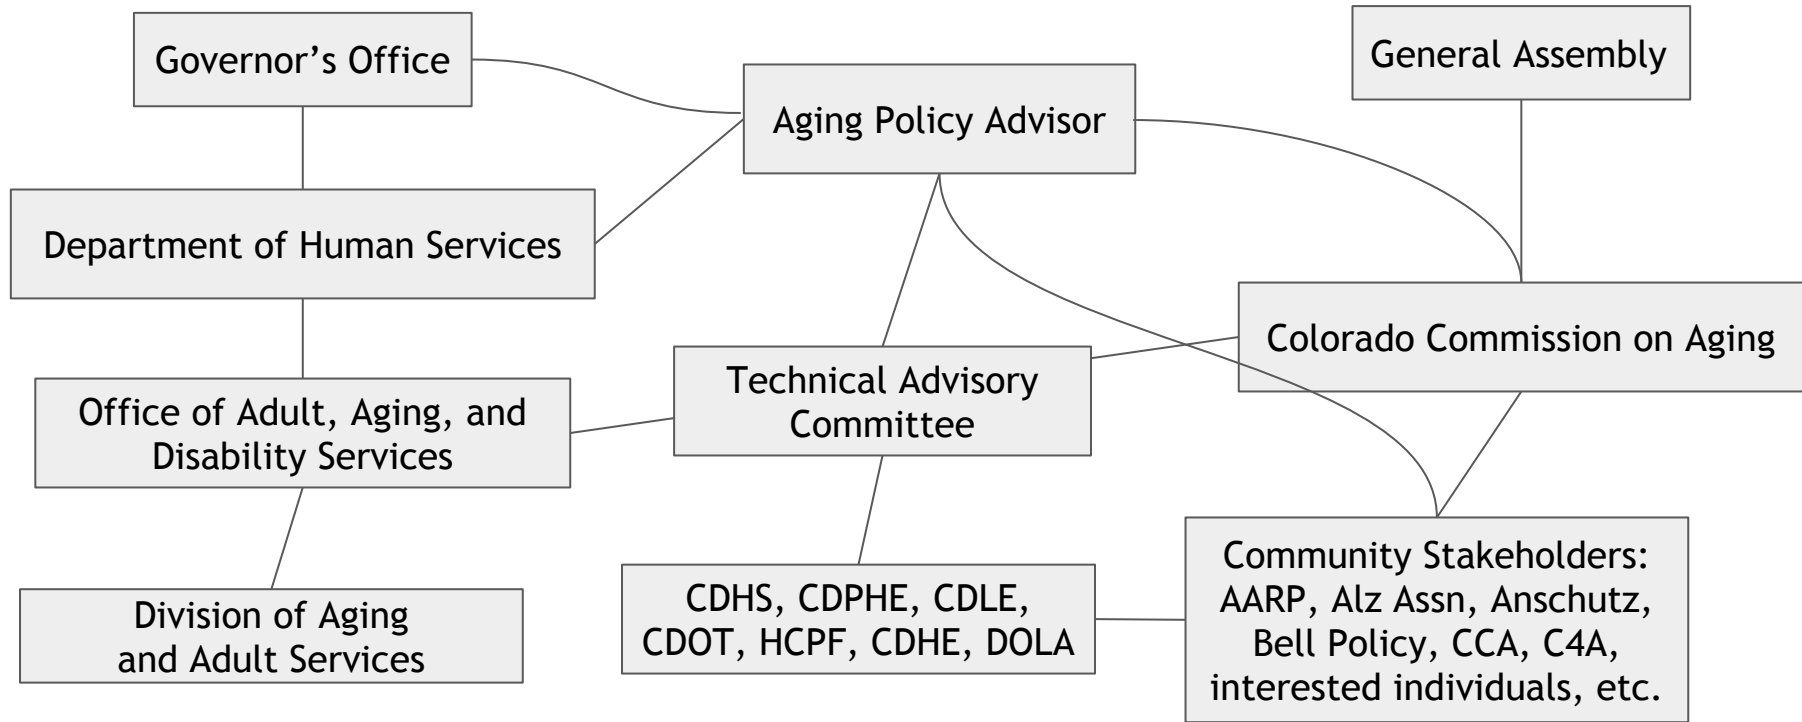 Governor’s Office
General Assembly
Aging Policy Advisor
Department of Human Services
Colorado Commission on Aging
Technical Advisory
Committee
Office of Adult, Aging, and
Disability Services
Community Stakeholders:
AARP, Alz Assn, Anschutz,
Bell Policy, CCA, C4A,
interested individuals, etc.
CDHS, CDPHE, CDLE,
CDOT, HCPF, CDHE, DOLA
Division of Aging
and Adult Services